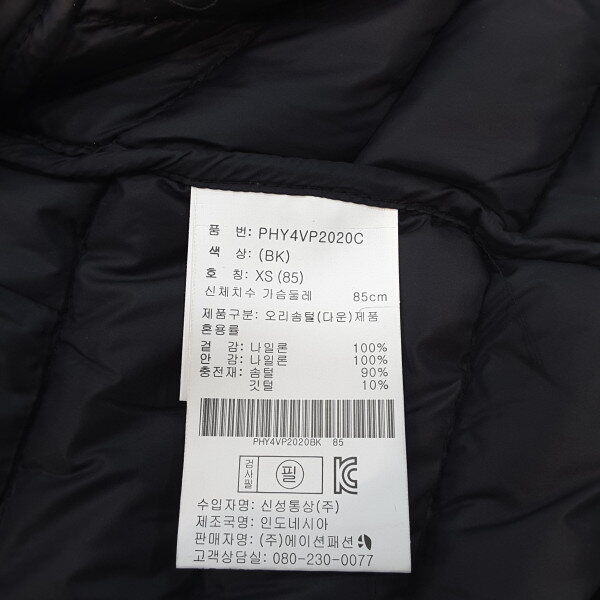 품 번: PHY4VP2020C
색 상: (BK)
호 칭: XS (85)
신체치수 가슴둘레 85cm
제품구분: 오리솜털(다운)제품
혼용률
겉 감: 나일론 100%
안 감: 나일론 100%
충전재: 솜털 90%
깃털 10%
PHY4VP2020BK 85
검사필 필
수입자명: 신성통상(주)
제조국명: 인도네시아
판매자명: (주)에이션패션
고객상담실: 080-230-0077